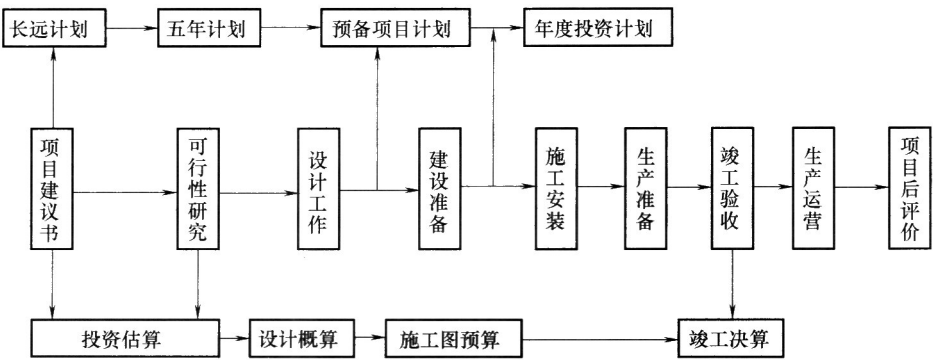 长远计划
五年计划
预备项目计划
年度投资计划
项目建议书
可行性研究
设计工作
建设准备
施工安装
生产准备
竣工验收
生产运营
项目后评价
投资估算
设计概算
施工图预算
竣工决算